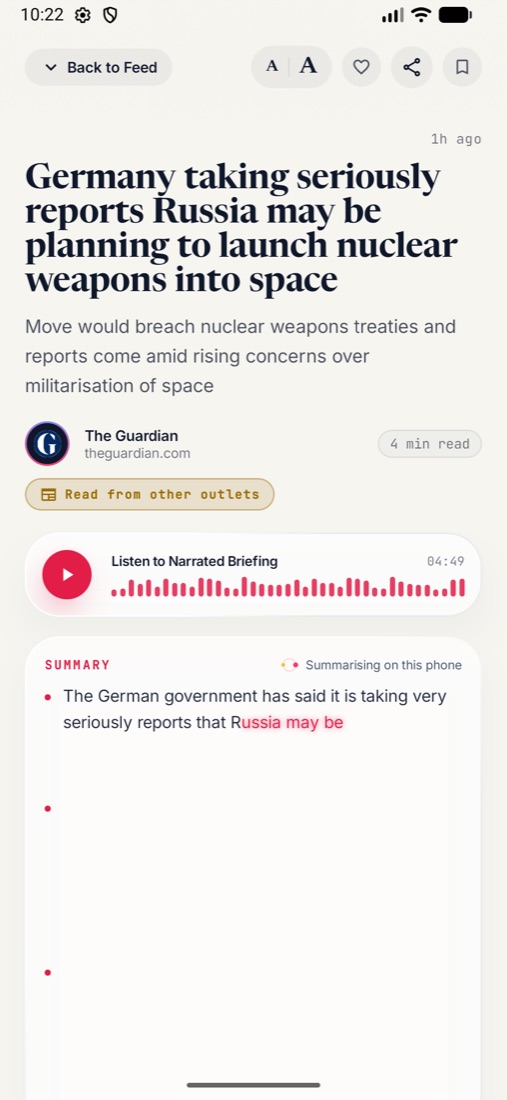 10:22
Back to Feed
A A
1h ago
Germany taking seriously
reports Russia may be
planning to launch nuclear
weapons into space
Move would breach nuclear weapons treaties and
reports come amid rising concerns over
militarisation of space
G
The Guardian
theguardian.com
4 min read
Read from other outlets
Listen to Narrated Briefing
04:49
SUMMARY
Summarising on this phone
• The German government has said it is taking very
seriously reports that Russia may be
•
•